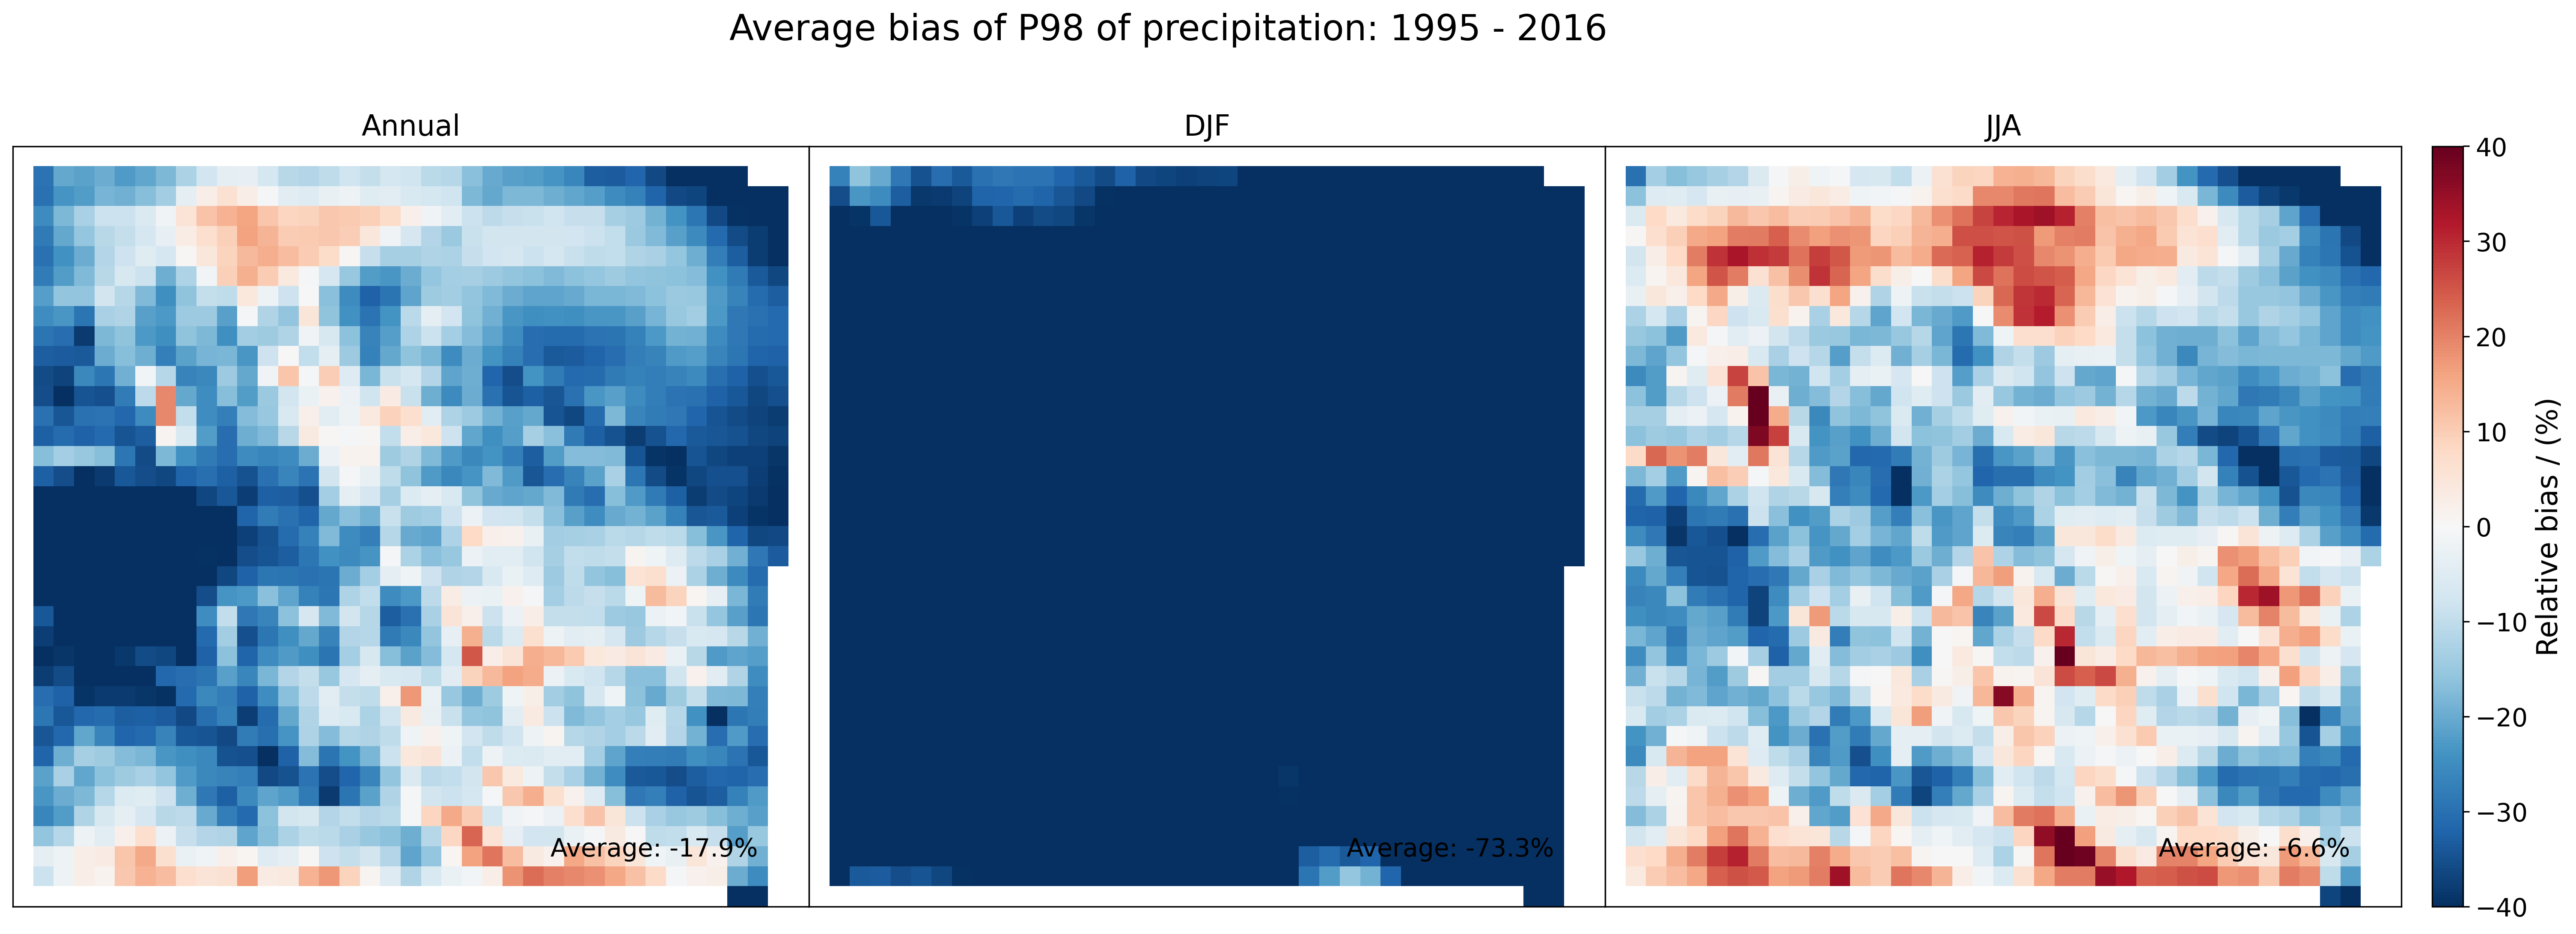 Average bias of P98 of precipitation: 1995 - 2016
Annual
DJF
JJA
Average: -17.9%
Average: -73.3%
Average: -6.6%
40
30
20
10
0
−10
−20
−30
−40
Relative bias / (%)